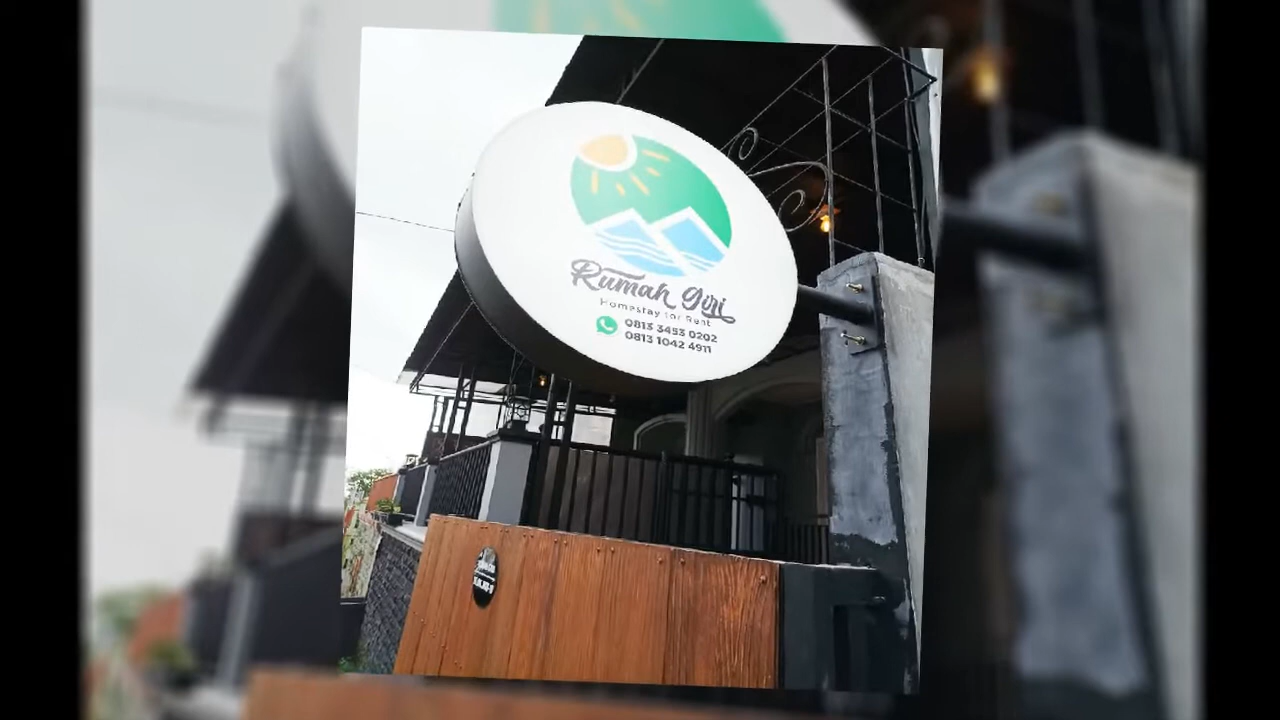 Rumah Giri
Homestay for Rent
0813 3453 0202
0813 1042 4911